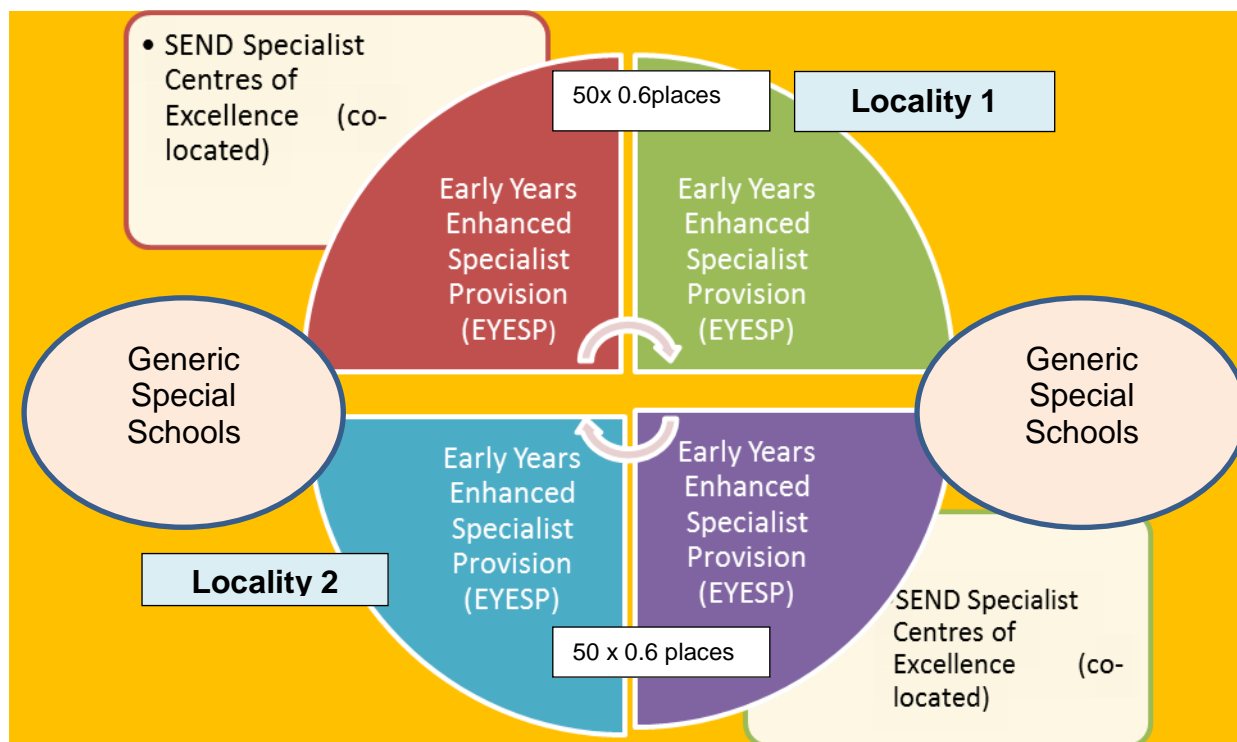 • SEND Specialist
Centres of
Excellence (co-
located)
50x 0.6places
Locality 1
Early Years
Enhanced
Specialist
Provision
(EYESP)
Early Years
Enhanced
Specialist
Provision
(EYESP)
Generic
Special
Schools
Generic
Special
Schools
Early Years
Enhanced
Specialist
Provision
(EYESP)
Early Years
Enhanced
Specialist
Provision
(EYESP)
Locality 2
50 x 0.6 places
SEND Specialist
Centres of
Excellence (co-
located)